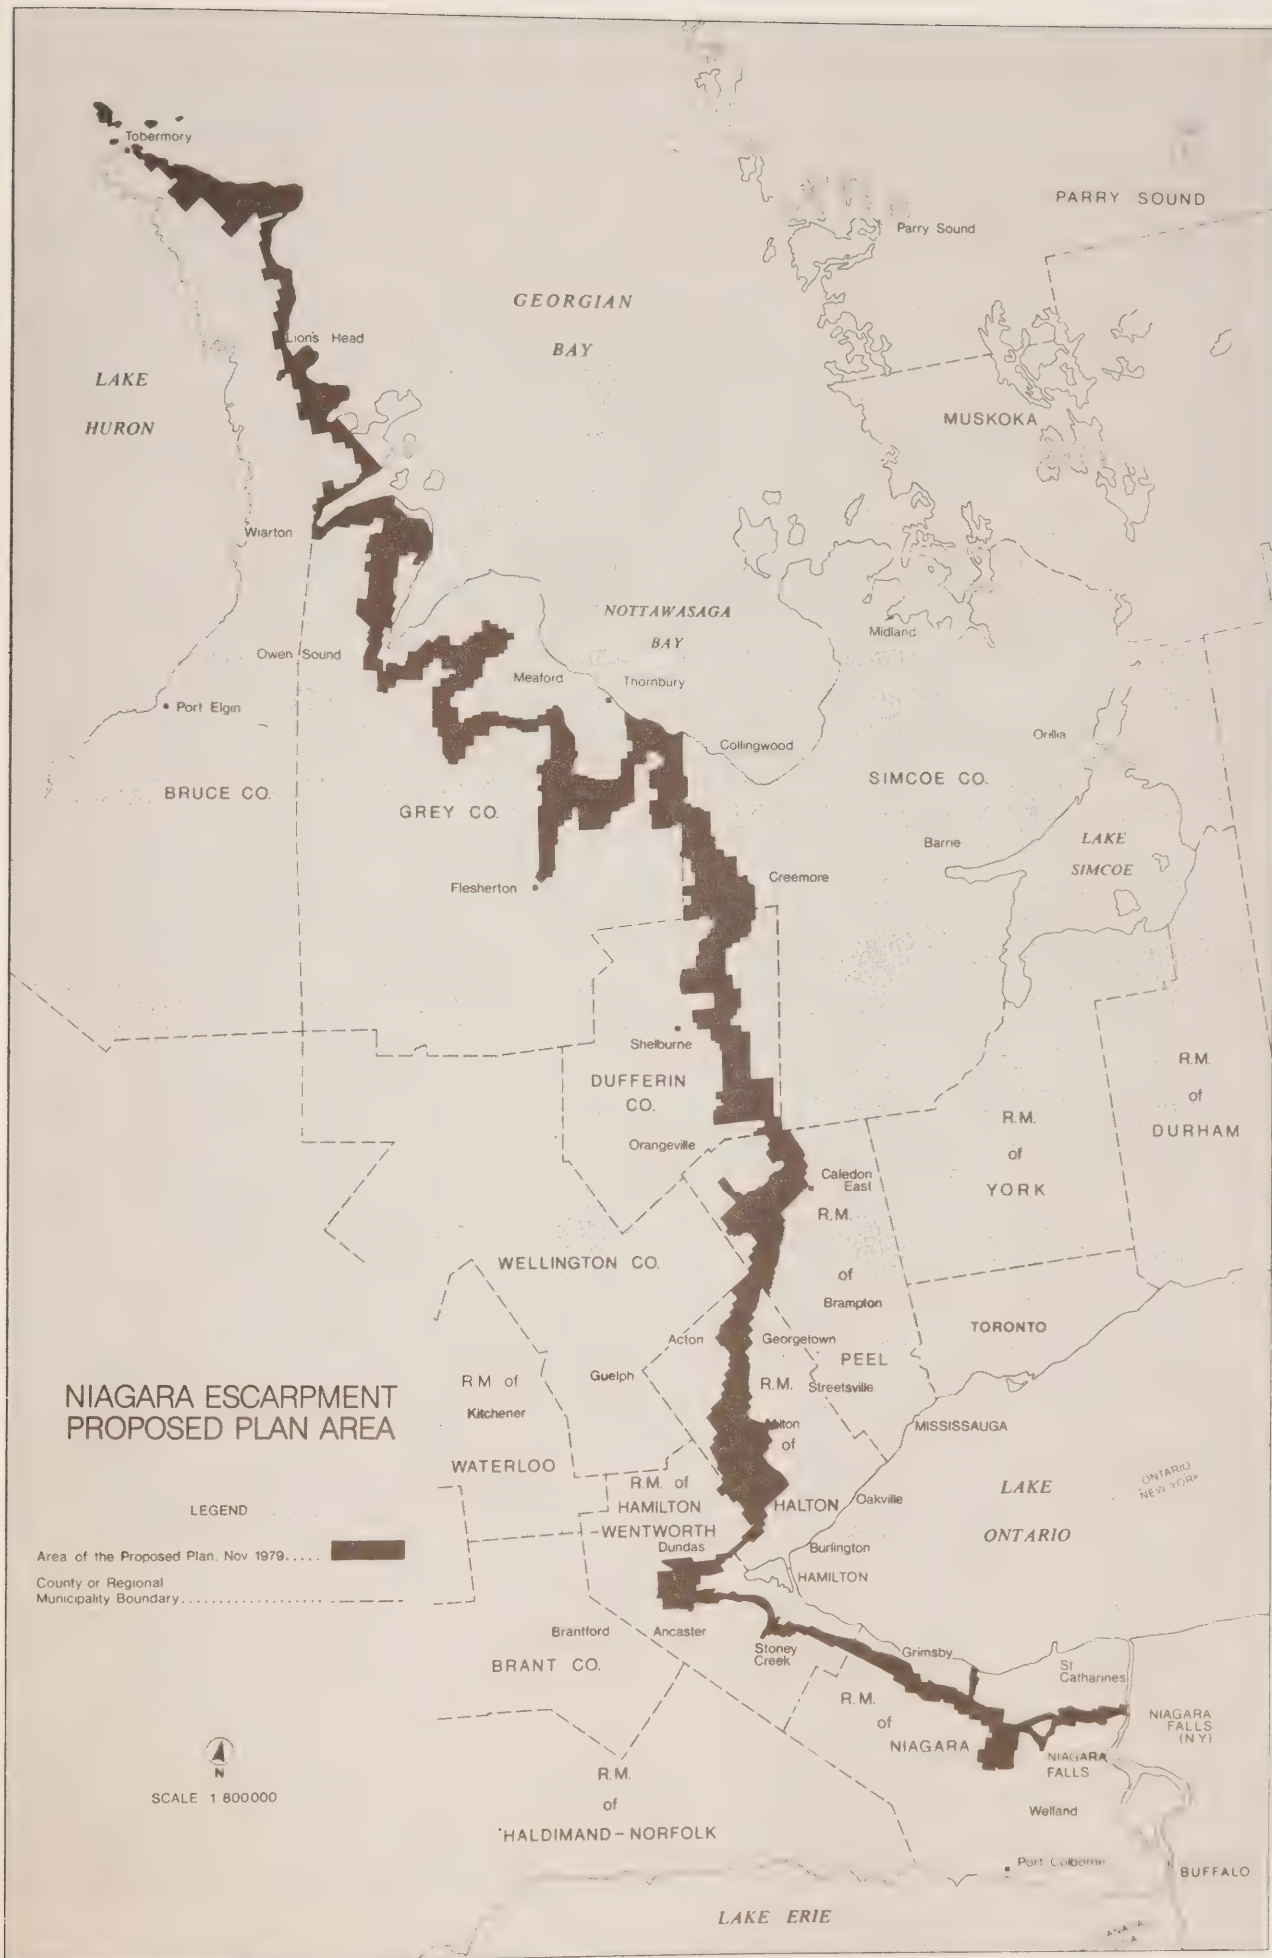 Tobermory
PARRY SOUND
Parry Sound
GEORGIAN
BAY
Lion's Head
LAKE
HURON
MUSKOKA
Wiarton
NOTTAWASAGA
BAY
Midland
Owen Sound
Meaford
Thornbury
Port Elgin
Collingwood
Orillia
BRUCE CO.
GREY CO.
SIMCOE CO.
Barrie
LAKE
SIMCOE
Flesherton
Creemore
Shelburne
DUFFERIN
CO.
R.M.
of
DURHAM
R.M.
of
YORK
Orangeville
Caledon
East
R.M.
of
Brampton
PEEL
WELLINGTON CO.
TORONTO
Acton
Georgetown
Guelph
R.M.
Streetsville
Milton
of
HALTON
MISSISSAUGA
NIAGARA ESCARPMENT
PROPOSED PLAN AREA
R M of
Kitchener
WATERLOO
R.M. of
HAMILTON
WENTWORTH
Dundas
Oakville
LAKE
ONTARIO
ONTARIO
NEW YORK
LEGEND
Area of the Proposed Plan. Nov 1979.....
County or Regional
Municipality Boundary........................
Burlington
HAMILTON
Brantford
Ancaster
Stoney
Creek
Grimsby
St
Catharines
BRANT CO.
R.M.
of
NIAGARA
NIAGARA
FALLS
(N Y)
NIAGARA
FALLS
N
SCALE 1 800000
R.M.
of
HALDIMAND-NORFOLK
Welland
Port Colborne
BUFFALO
LAKE ERIE